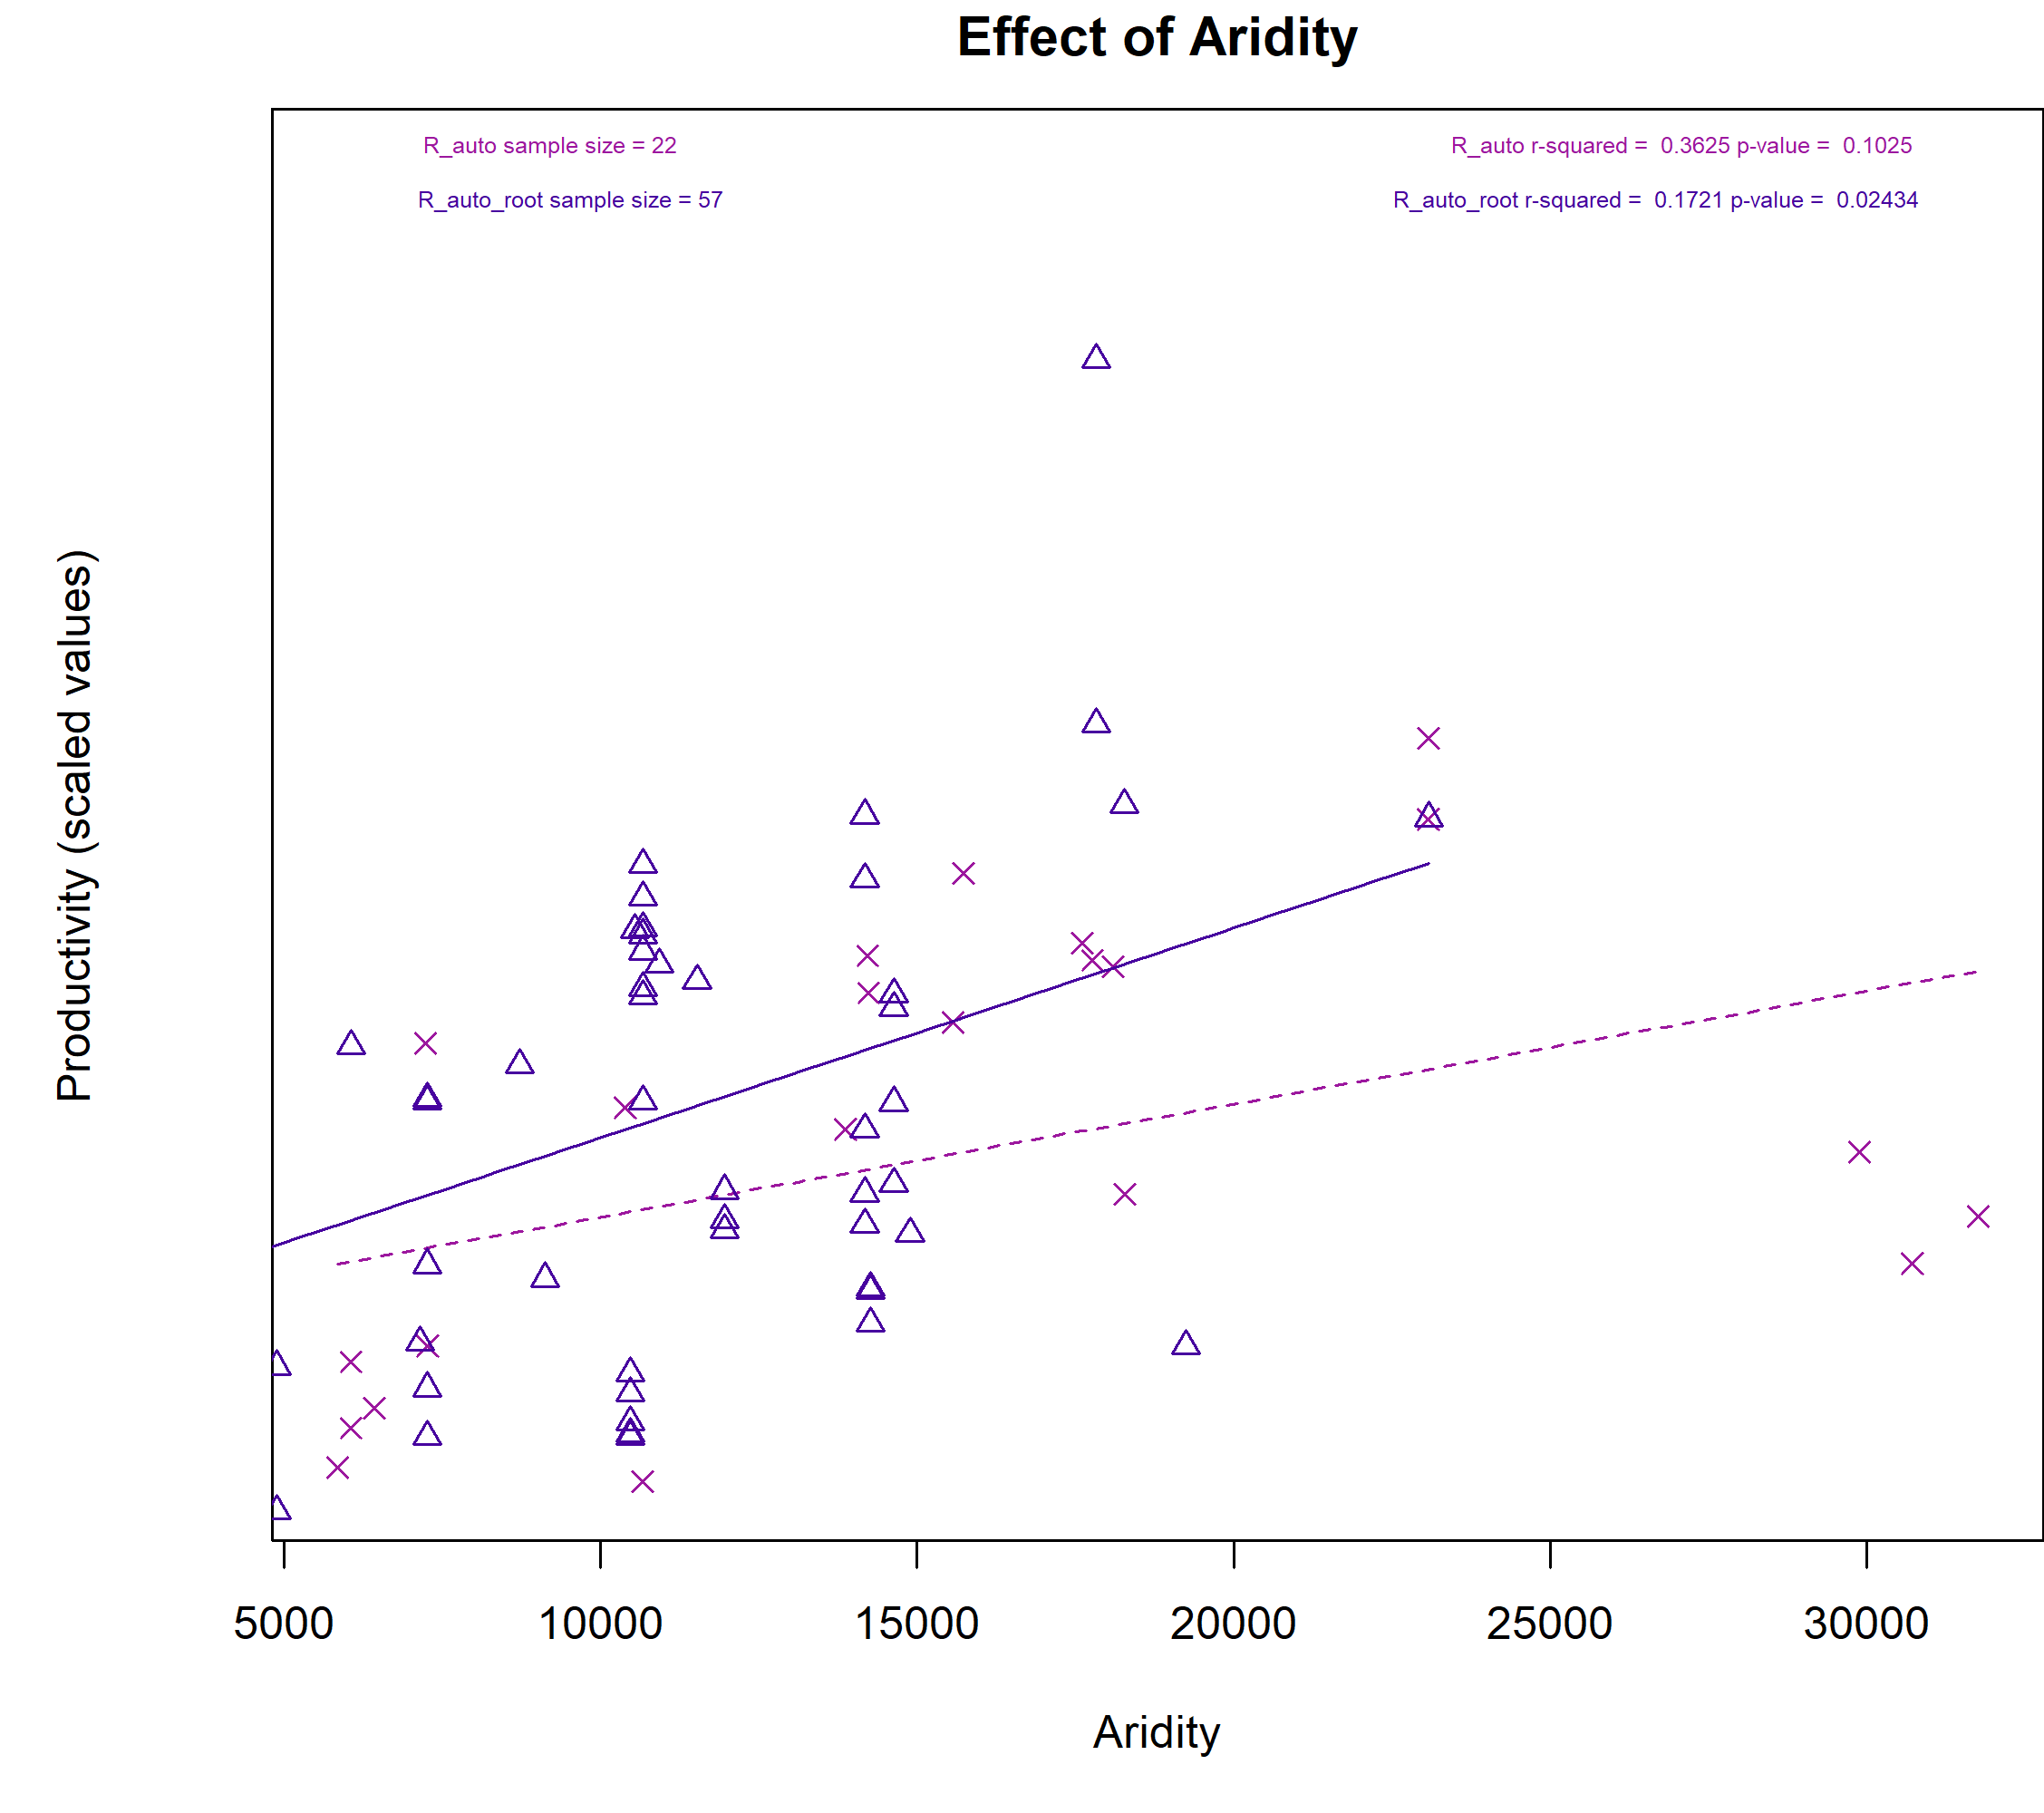 Effect of Aridity
R_auto sample size = 22
R_auto r-squared =  0.3625 p-value =  0.1025
R_auto_root sample size = 57
R_auto_root r-squared =  0.1721 p-value =  0.02434
Productivity (scaled values)
5000
10000
15000
20000
25000
30000
Aridity